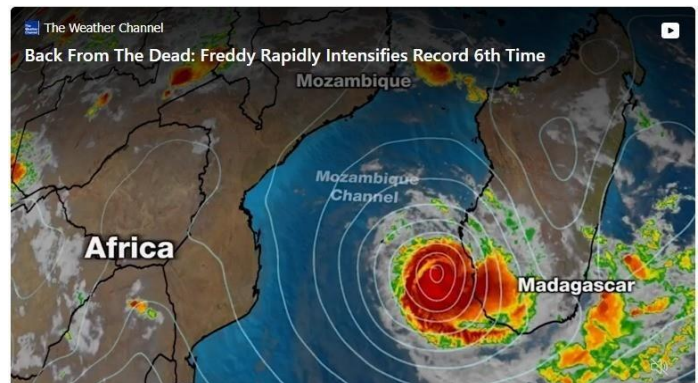 The Weather Channel
Back From The Dead: Freddy Rapidly Intensifies Record 6th Time
Mozambique
Mozambique
Channel
Africa
Madagascar